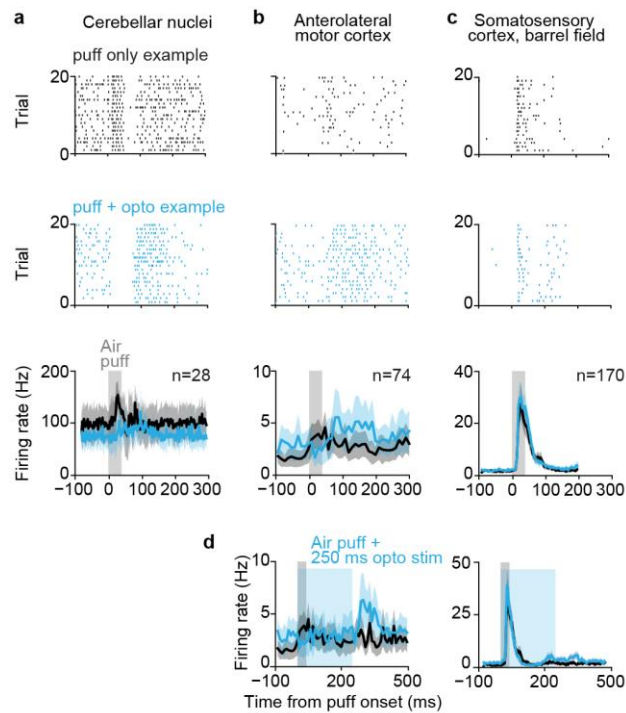 a
Cerebellar nuclei
b
Anterolateral
motor cortex
c
Somatosensory
cortex, barrel field
puff only example
Trial
20
0
20
0
20
0
puff + opto example
Trial
20
0
20
0
20
0
Firing rate (Hz)
200
100
0
Air
puff
n=28
−100 0 100 200 300
10
5
0
n=74
−100 0 100 200 300
40
20
0
n=170
−100 0 100 200 300
d
Air puff +
250 ms opto stim
Firing rate (Hz)
10
5
0
−100 200 500
50
25
0
−100 200 500
Time from puff onset (ms)